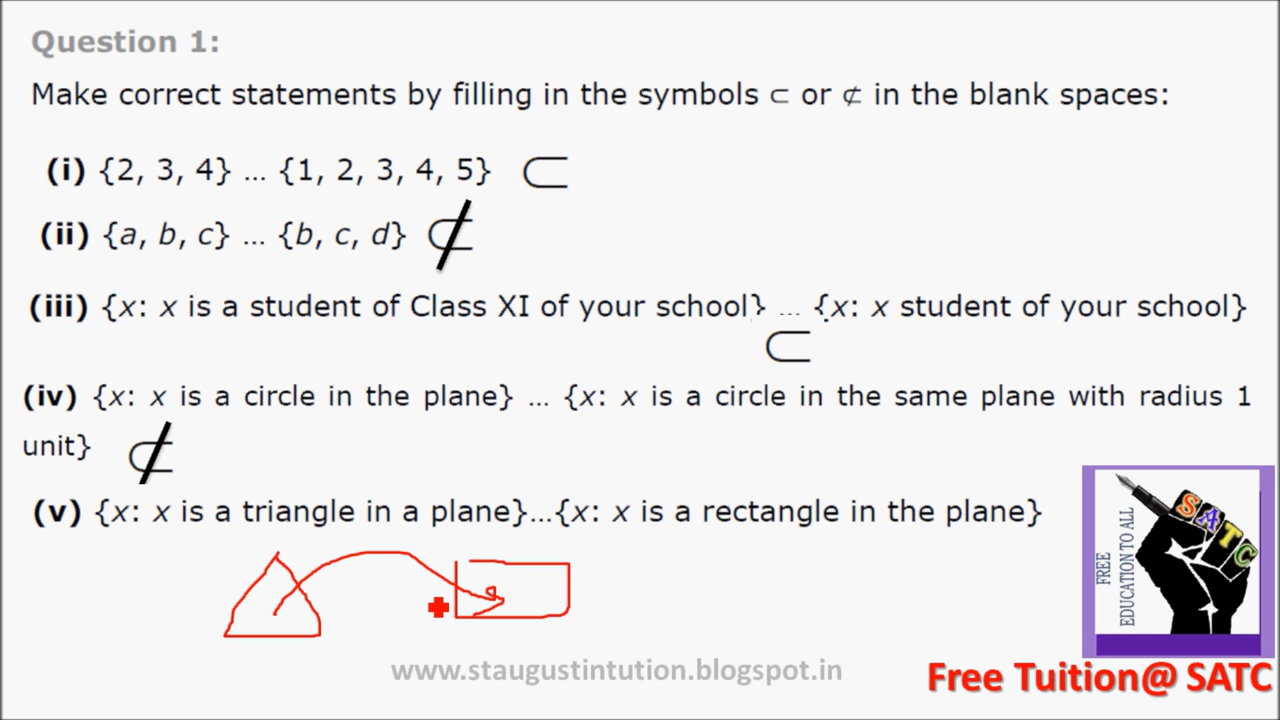 Question 1:
Make correct statements by filling in the symbols ⊂ or ⊄ in the blank spaces:
(i) {2, 3, 4} … {1, 2, 3, 4, 5} ⊂
(ii) {a, b, c} … {b, c, d} ⊄
(iii) {x: x is a student of Class XI of your school} … {x: x student of your school}
⊂
(iv) {x: x is a circle in the plane} … {x: x is a circle in the same plane with radius 1
unit} ⊄
(v) {x: x is a triangle in a plane}…{x: x is a rectangle in the plane}
SATC
FREE
EDUCATION TO ALL
www.staugustintution.blogspot.in
Free Tuition@ SATC